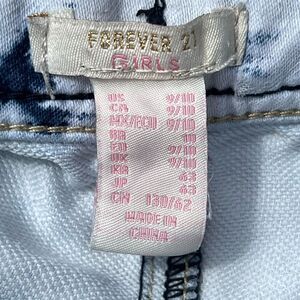 FOREVER 21
GIRLS
US 9/10
CA 9/10
MX/ECU 9/10
BR 10
EU 9/10
UK 9/10
KR 63
JP 63
CN 130/62
MADE IN
CHINA